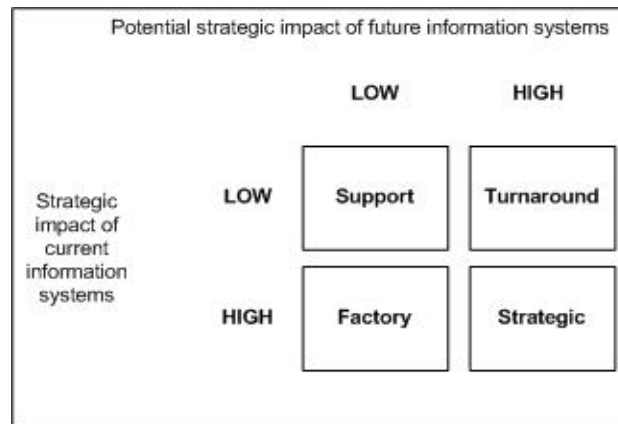 Potential strategic impact of future information systems
LOW HIGH
Strategic
impact of
current
information
systems
LOW Support Turnaround
HIGH Factory Strategic